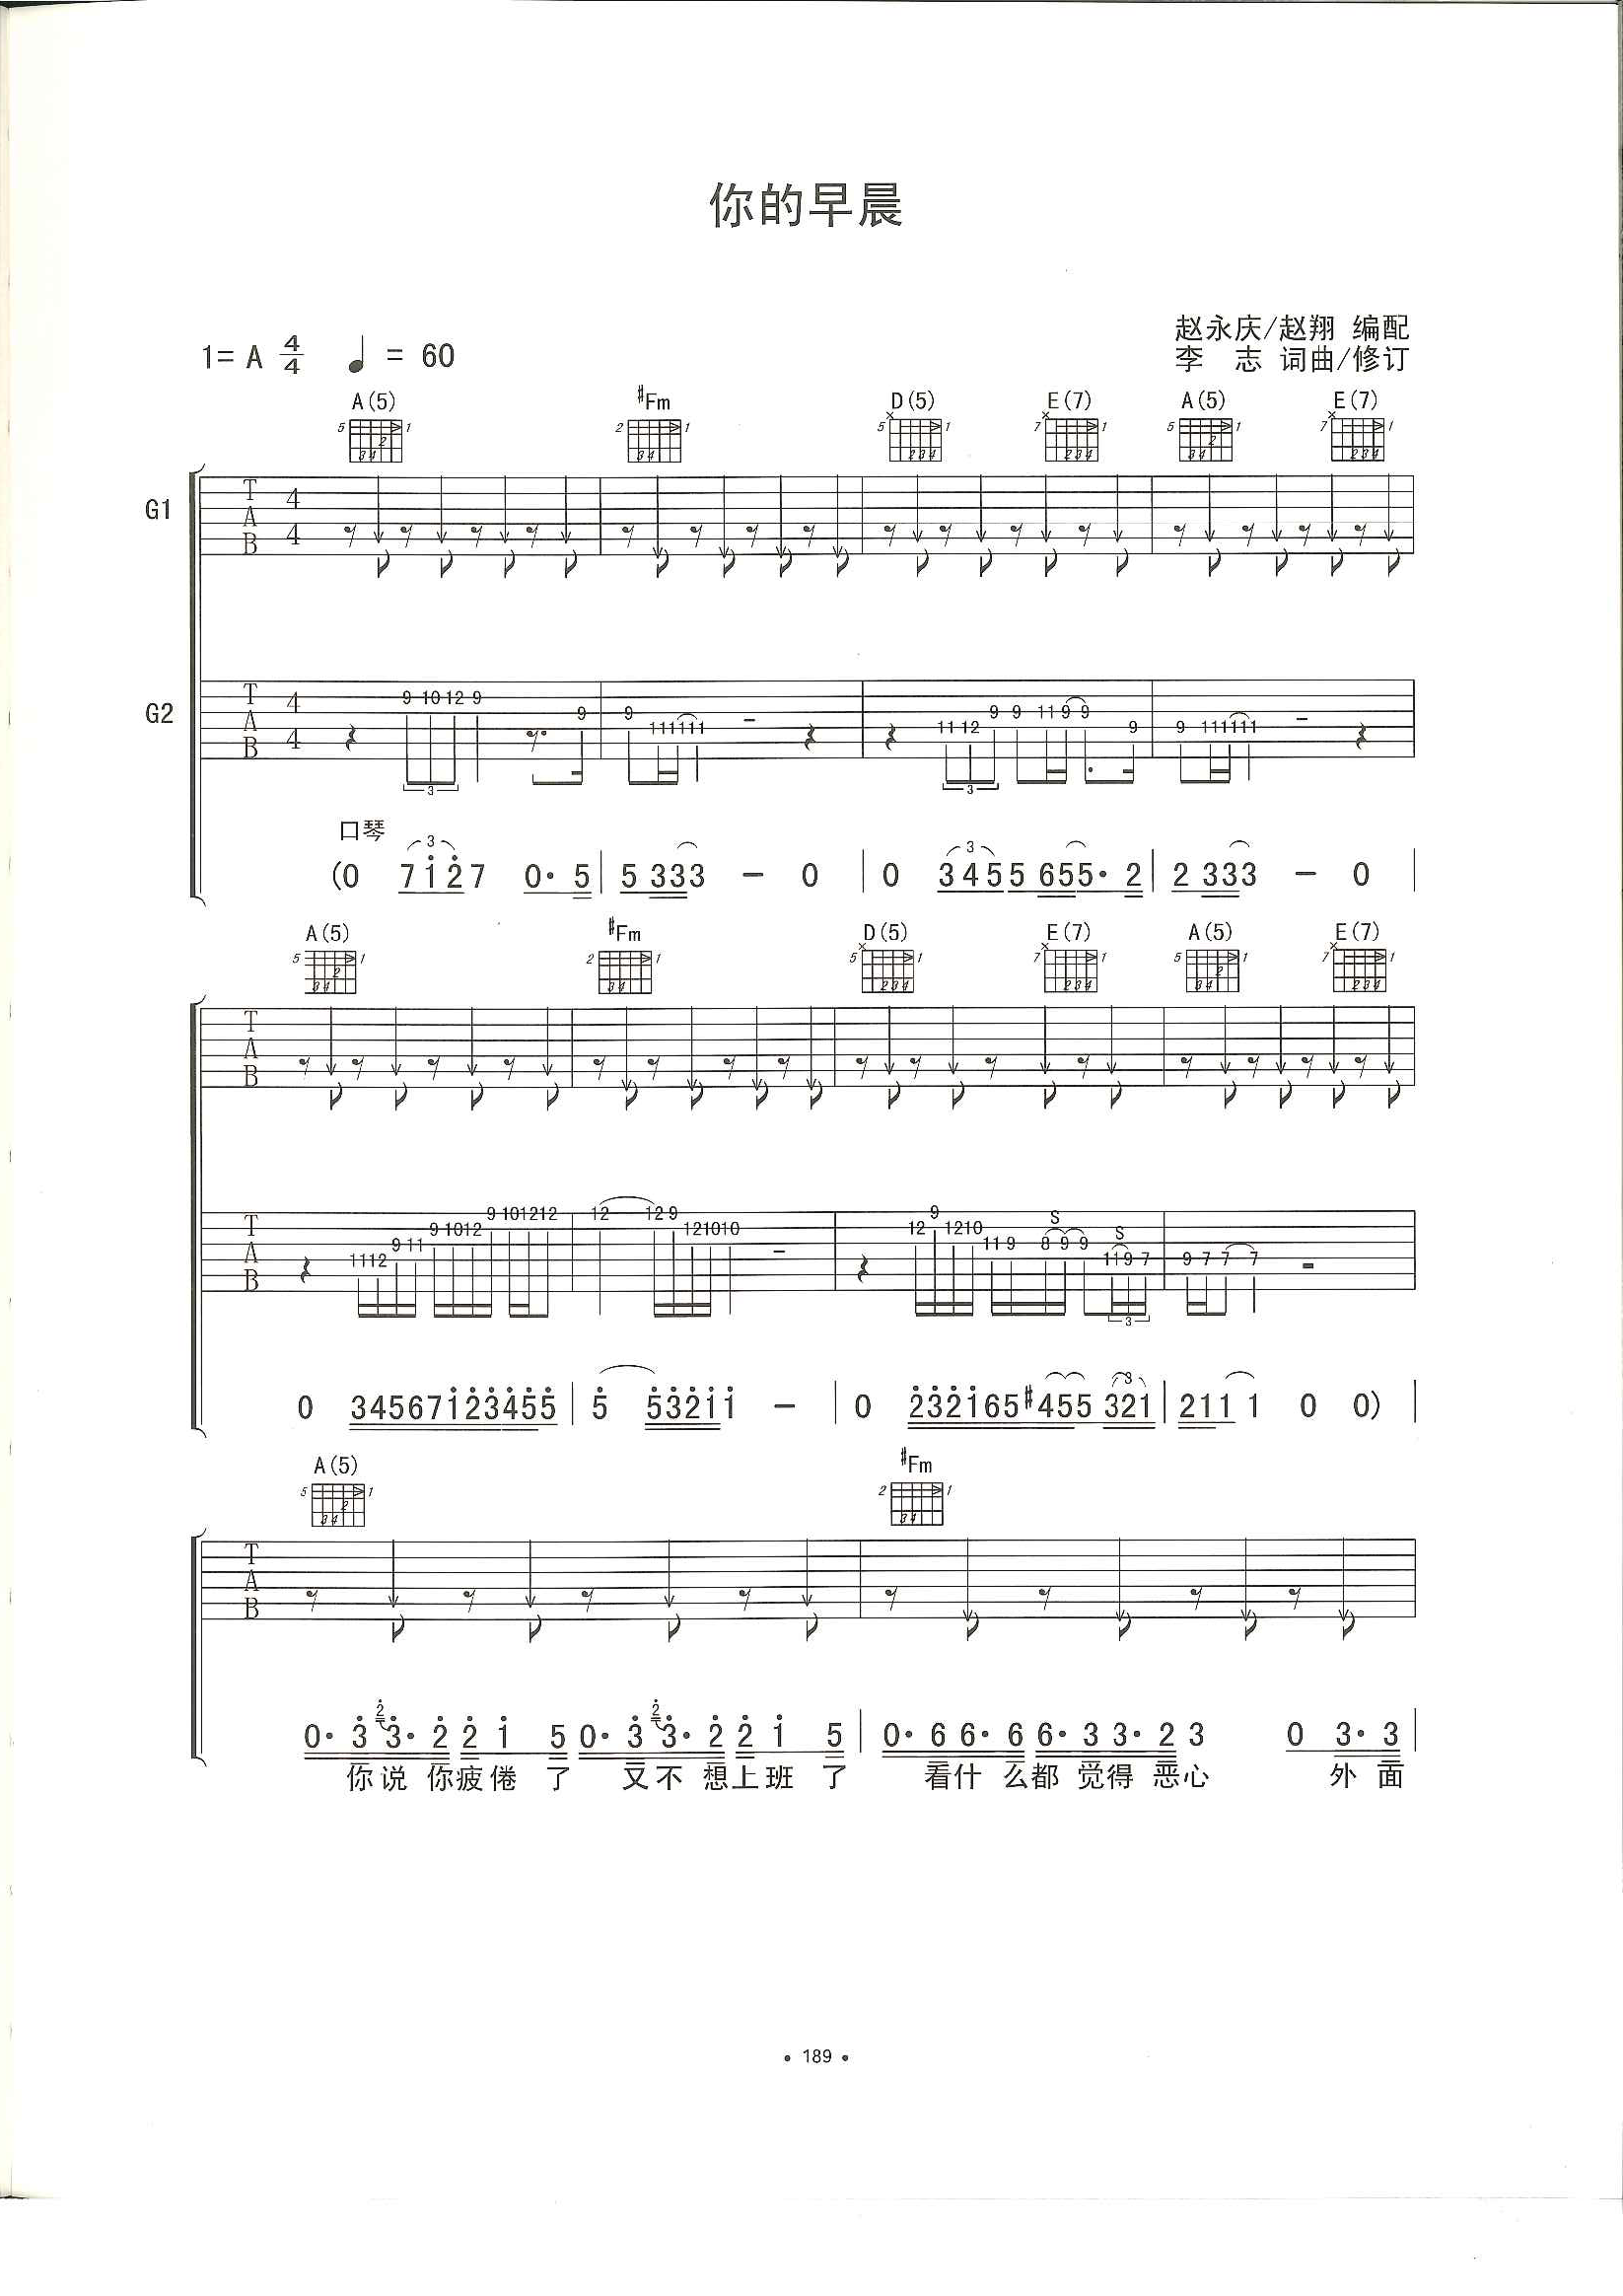 你的早晨
赵永庆/赵翔 编配
1= A 4/4 ♩ = 60
李 志 词曲/修订
A(5) #Fm D(5) E(7) A(5) E(7)
G1
G2
9 10 12 9 9 9 11 11 11 11 12 9 9 11 9 9 9 9 11 11 11
口琴
(0 7 1̇ 2̇ 7 0· 5 | 5 3 3 3 - 0 | 0 3 4 5 5 6 5 5· 2 | 2 3 3 3 - 0 |
A(5) #Fm D(5) E(7) A(5) E(7)
11 12 9 11 9 10 12 9 10 12 12 12 12 9 12 10 10 12 9 12 10 11 9 8 9 9 11 9 7 9 7 7 7
0 3 4 5 6 7 1̇ 2̇ 3̇ 4̇ 5̇ 5̇ | 5̇ 5̇ 3̇ 2̇ 1̇ 1̇ - | 0 2̇ 3̇ 2̇ 1̇ 6 5 #4 5 5 3 2 1 | 2 1 1 1 0 0) |
A(5) #Fm
0· 3̇ 2̇ 3̇· 2̇ 2̇ 1̇ 5 0· 3̇ 2̇ 3̇· 2̇ 2̇ 1̇ 5 | 0· 6 6· 6 6· 3 3· 2 3 0 3· 3 |
你说 你疲倦 了 又不 想上班 了 看什 么都 觉得 恶心 外 面
• 189 •